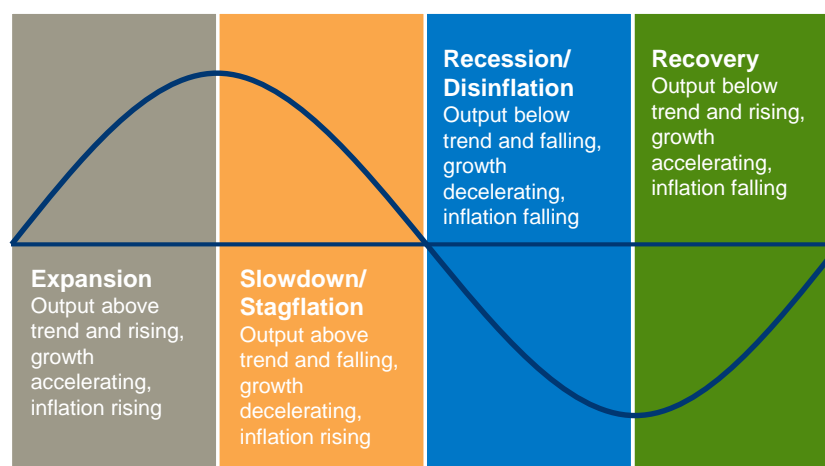 Expansion
Output above
trend and rising,
growth
accelerating,
inflation rising
Slowdown/
Stagflation
Output above
trend and falling,
growth
decelerating,
inflation rising
Recession/
Disinflation
Output below
trend and falling,
growth
decelerating,
inflation falling
Recovery
Output below
trend and rising,
growth
accelerating,
inflation falling